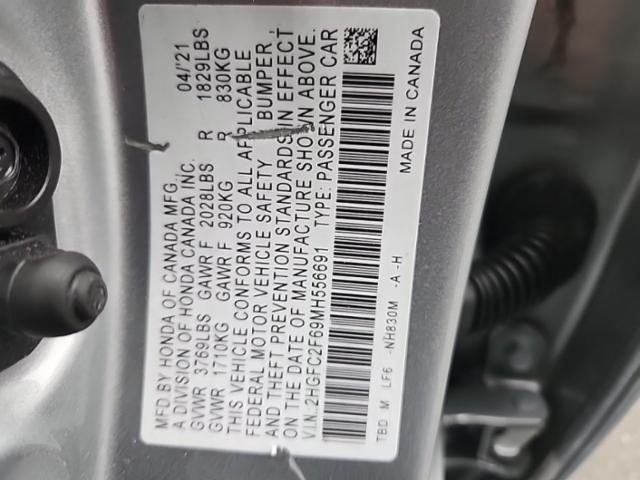 MFD. BY HONDA OF CANADA MFG. 04/'21
A DIVISION OF HONDA CANADA INC.
GVWR 3769LBS GAWR F 2028LBS R 1829LBS
GVWR 1710KG GAWR F 920KG R 830KG
THIS VEHICLE CONFORMS TO ALL APPLICABLE
FEDERAL MOTOR VEHICLE SAFETY BUMPER,
AND THEFT PREVENTION STANDARDS IN EFFECT
ON THE DATE OF MANUFACTURE SHOWN ABOVE.
V.I.N.: 2HGFC2F69MH556691 TYPE: PASSENGER CAR
TBD M LF6 -NH830M -A -H MADE IN CANADA